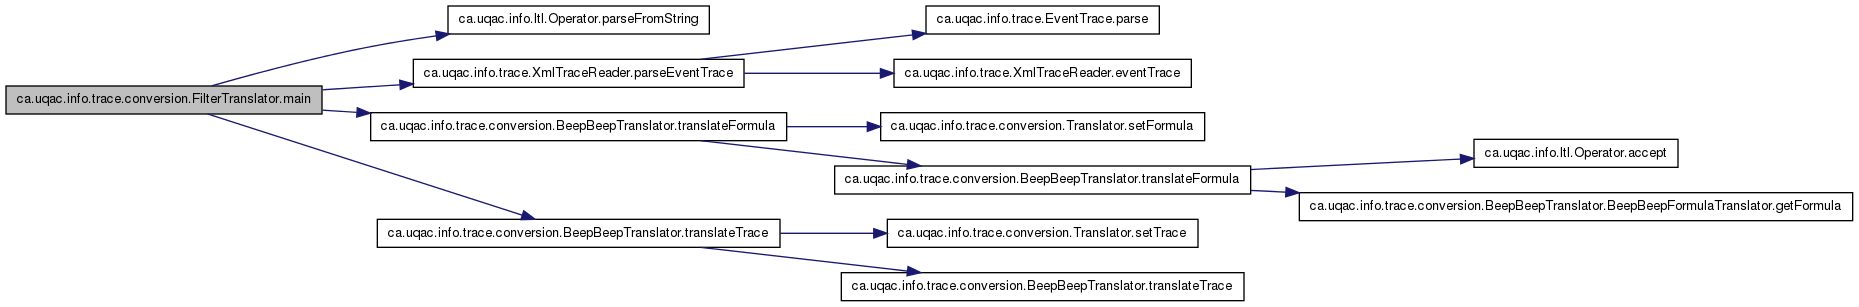 ca.uqac.info.ltl.Operator.parseFromString
ca.uqac.info.trace.EventTrace.parse
ca.uqac.info.trace.XmlTraceReader.parseEventTrace
ca.uqac.info.trace.XmlTraceReader.eventTrace
ca.uqac.info.trace.conversion.FilterTranslator.main
ca.uqac.info.trace.conversion.BeepBeepTranslator.translateFormula
ca.uqac.info.trace.conversion.Translator.setFormula
ca.uqac.info.ltl.Operator.accept
ca.uqac.info.trace.conversion.BeepBeepTranslator.translateFormula
ca.uqac.info.trace.conversion.BeepBeepTranslator.BeepBeepFormulaTranslator.getFormula
ca.uqac.info.trace.conversion.BeepBeepTranslator.translateTrace
ca.uqac.info.trace.conversion.Translator.setTrace
ca.uqac.info.trace.conversion.BeepBeepTranslator.translateTrace